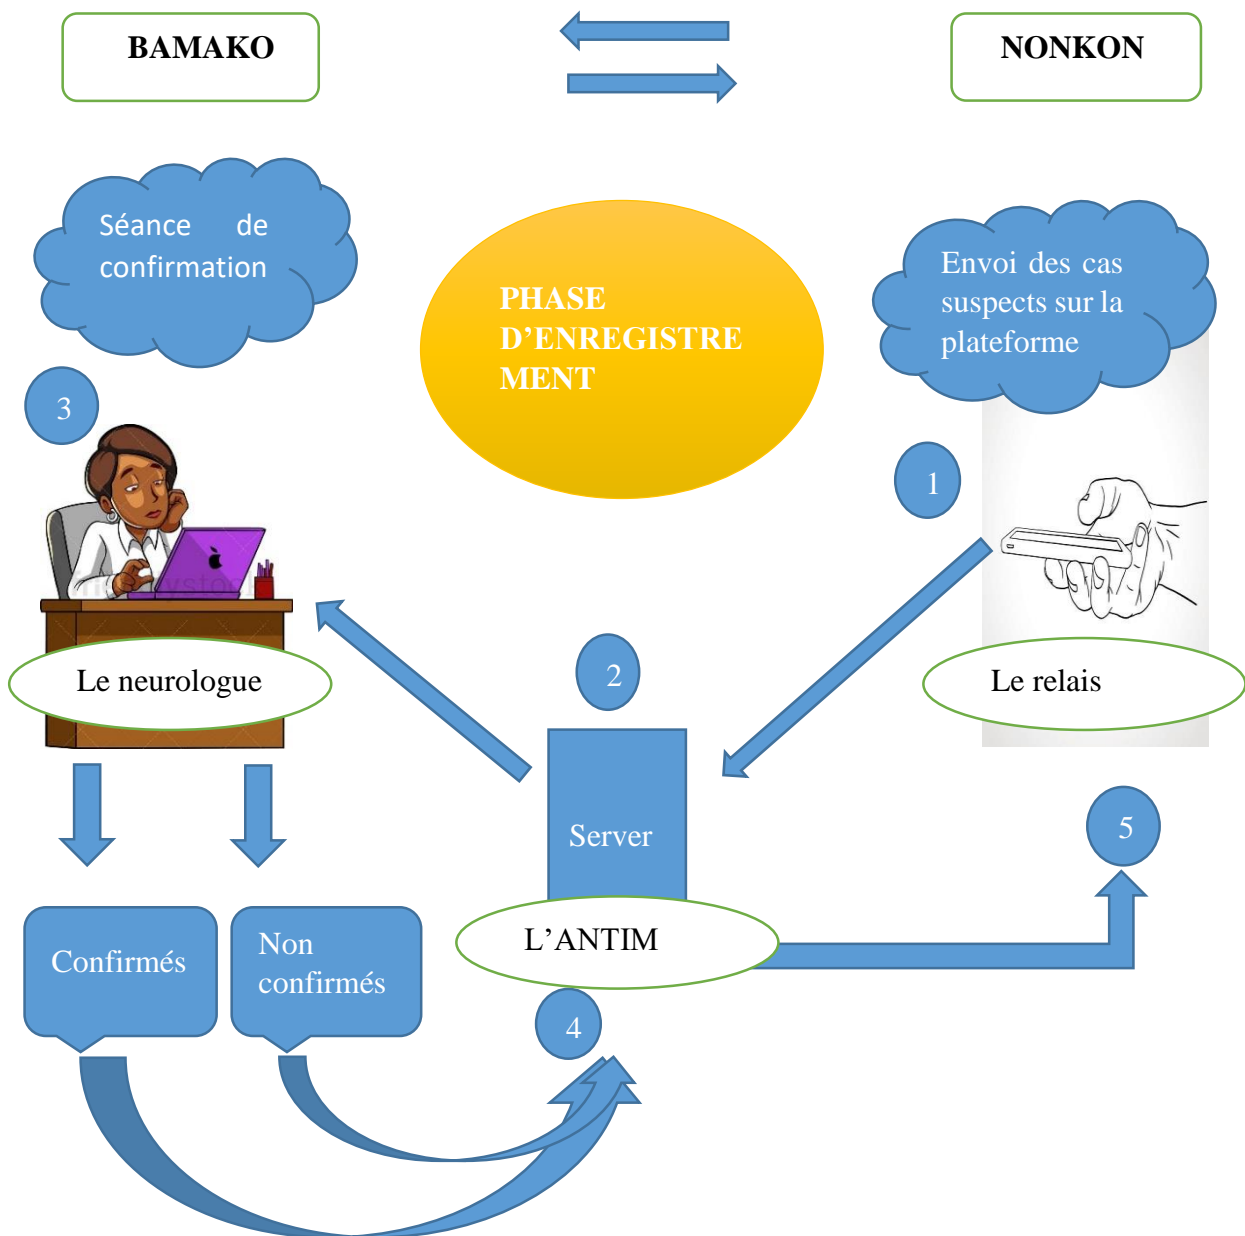 BAMAKO
NONKON
Séance de
confirmation
PHASE
D’ENREGISTRE
MENT
Envoi des cas
suspects sur la
plateforme
3
1
Le neurologue
2
Le relais
Server
5
L’ANTIM
Confirmés
Non
confirmés
4